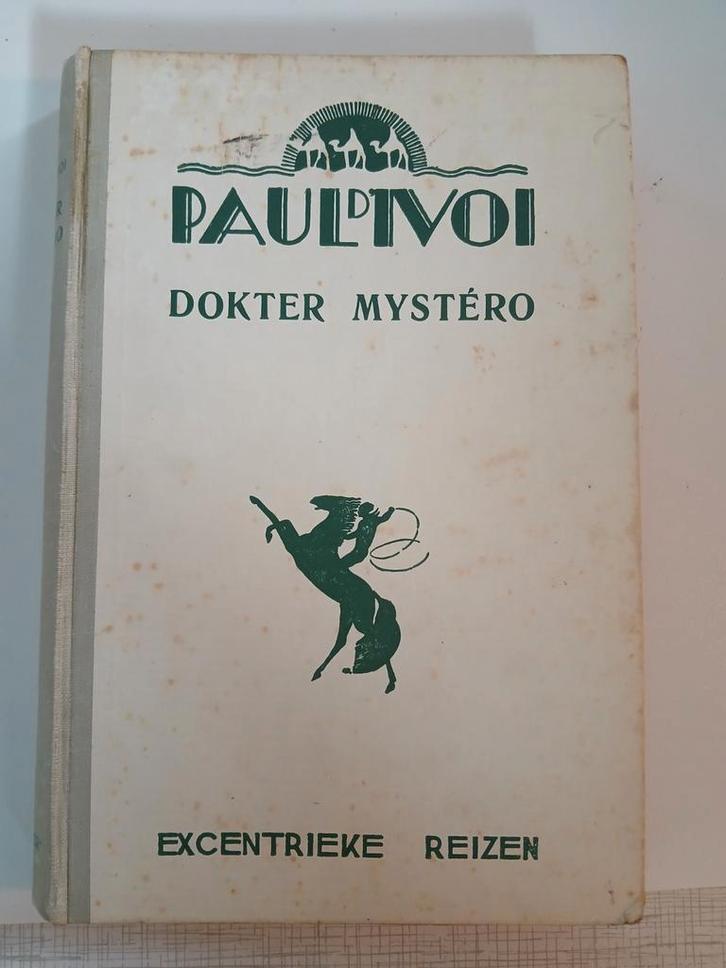 PAUL D'IVOI
DOKTER MYSTÉRO
EXCENTRIEKE REIZEN